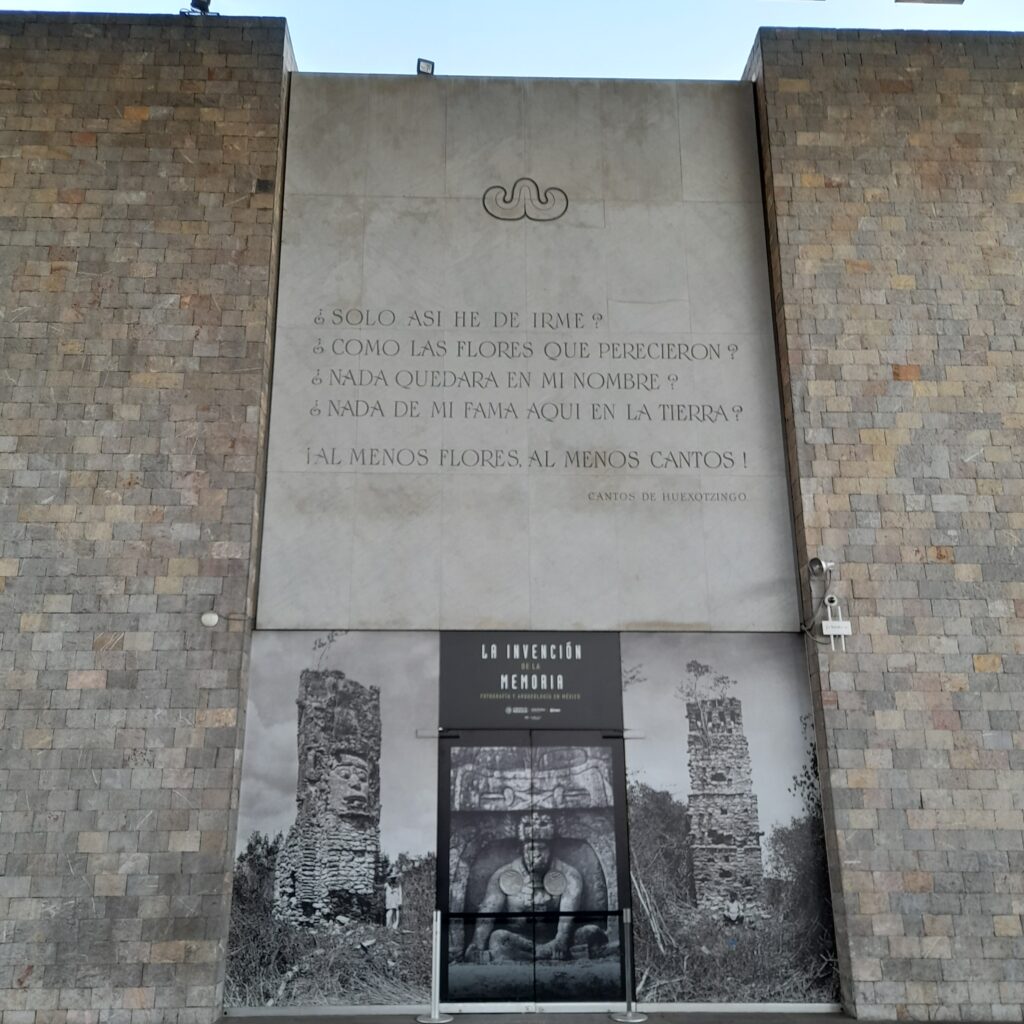 ¿ SOLO ASI HE DE IRME ?
¿ COMO LAS FLORES QUE PERECIERON ?
¿ NADA QUEDARA EN MI NOMBRE ?
¿ NADA DE MI FAMA AQUI EN LA TIERRA ?
¡ AL MENOS FLORES, AL MENOS CANTOS !
CANTOS DE HUEXOTZINGO
LA INVENCIÓN
DE LA
MEMORIA
FOTOGRAFÍA Y ARQUEOLOGÍA EN MÉXICO